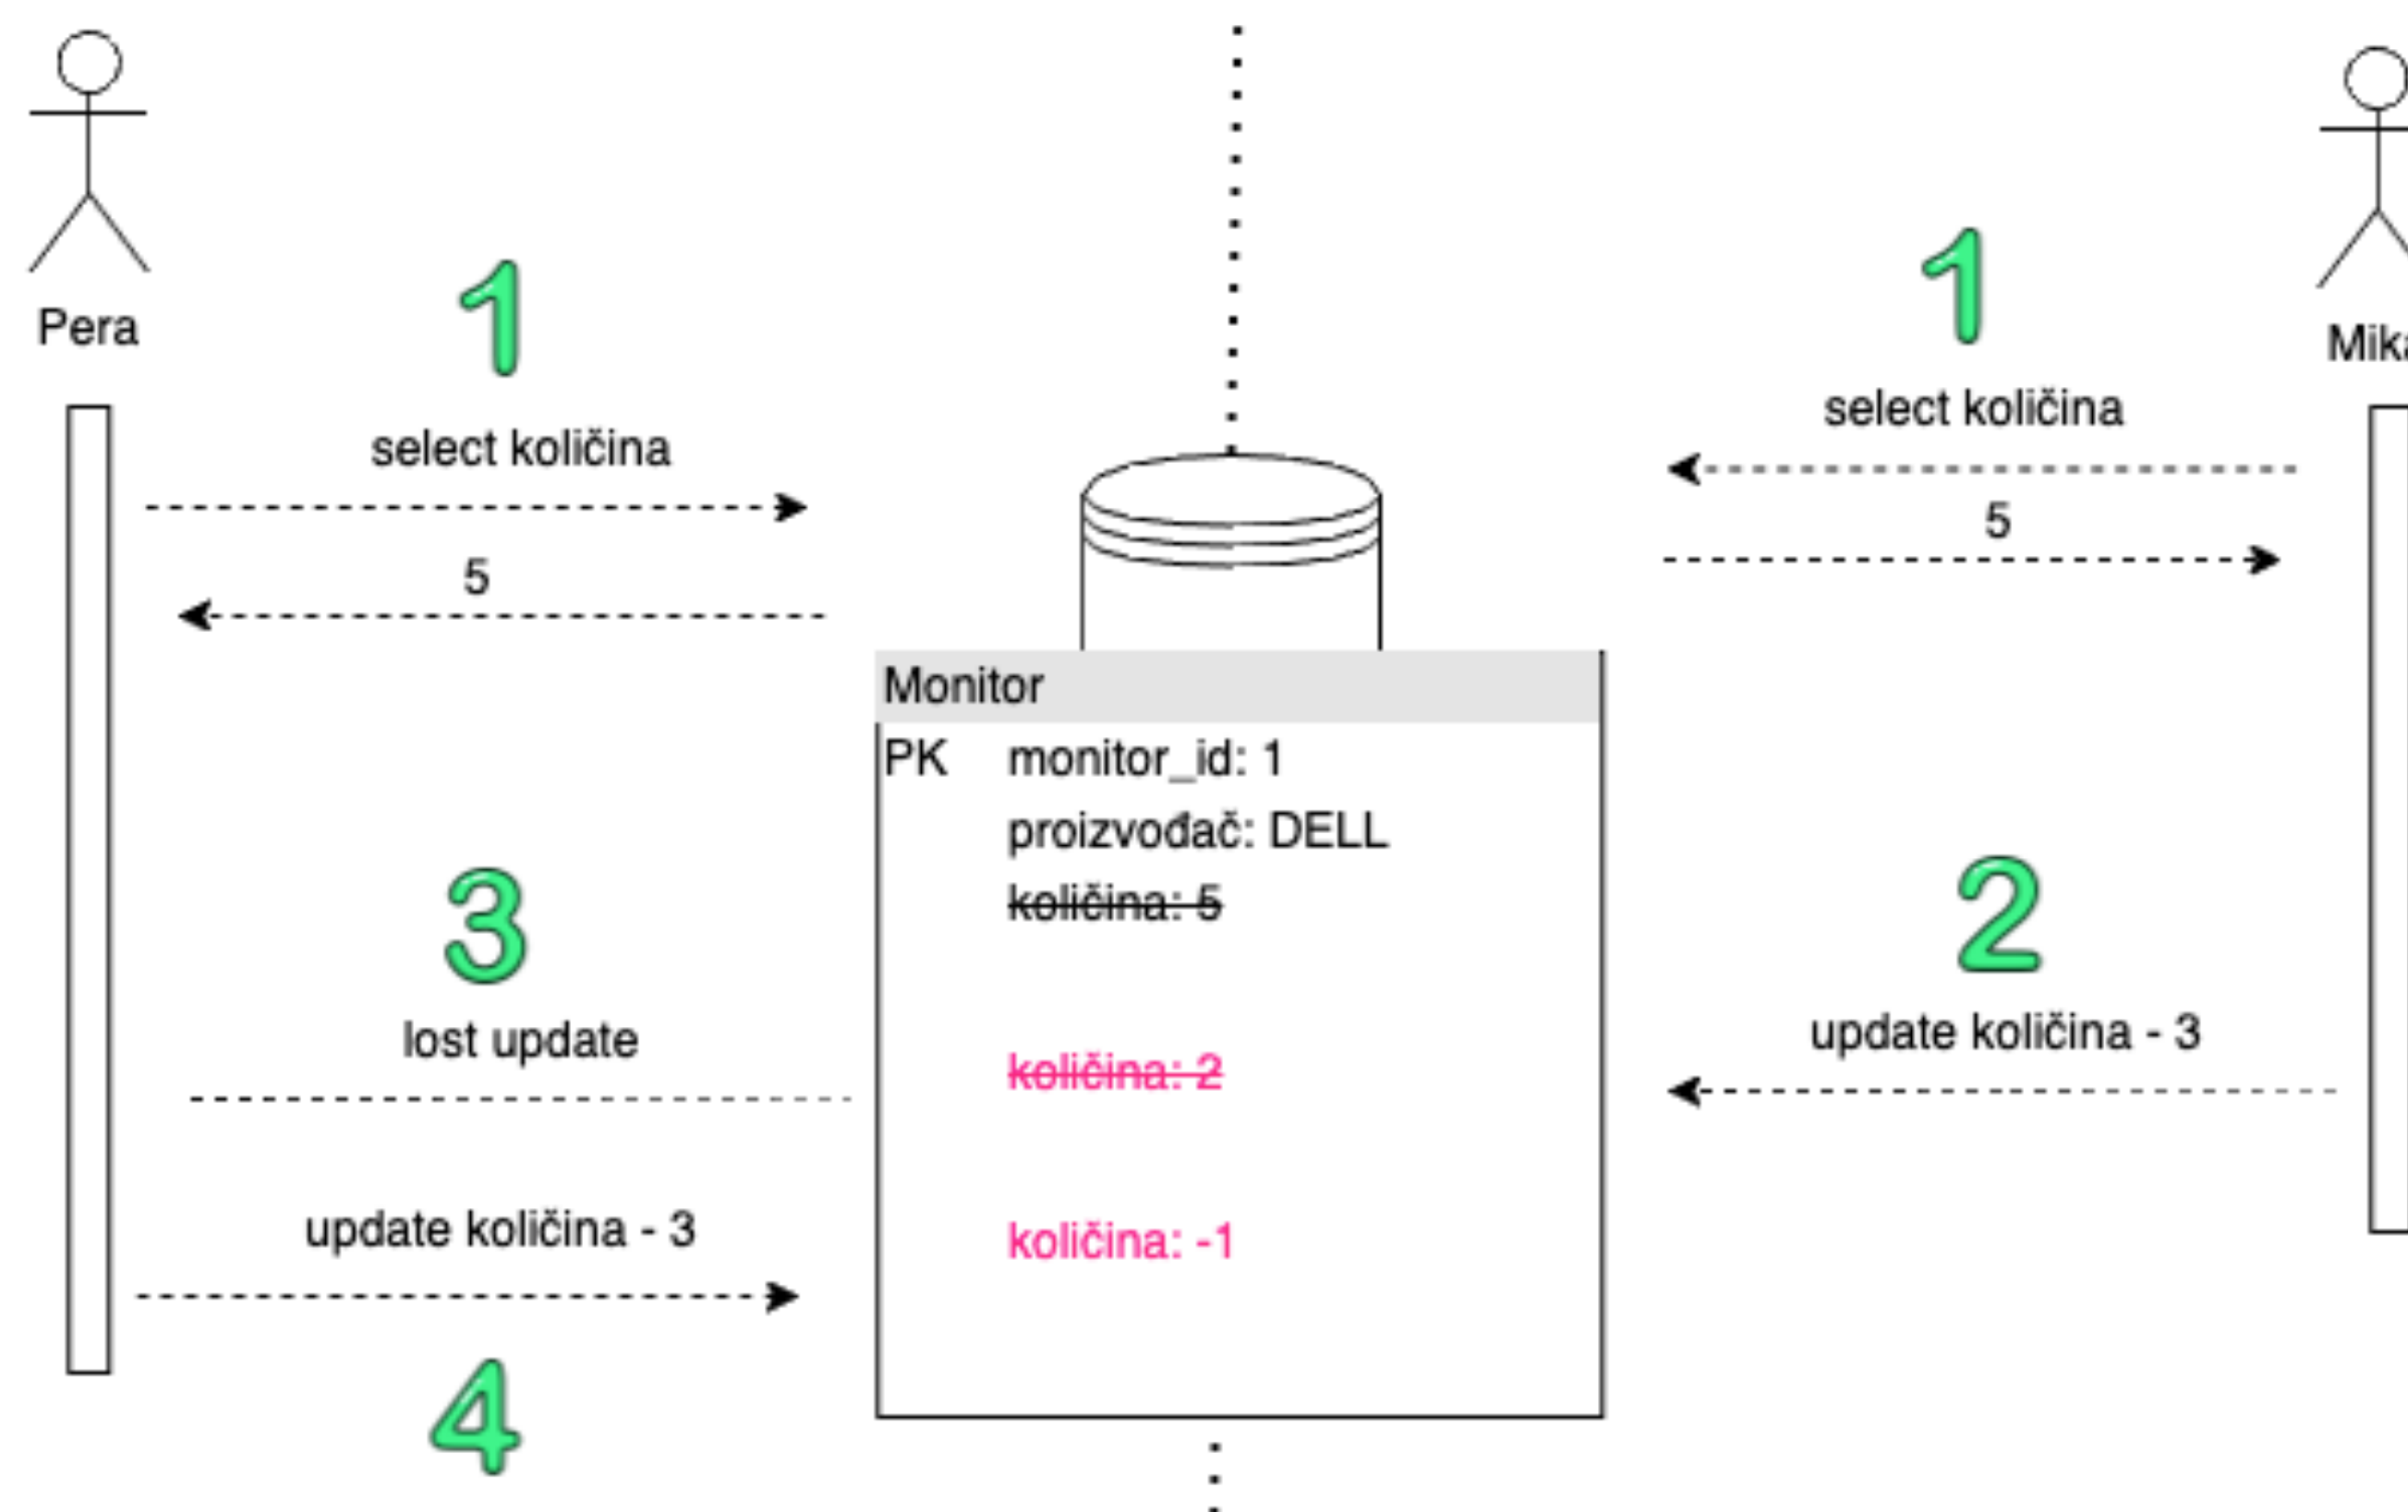 Pera
1
select količina
5
3
lost update
update količina - 3
4
Monitor
PK monitor_id: 1
proizvođač: DELL
količina: 5
količina: 2
količina: -1
1
Mika
select količina
5
2
update količina - 3